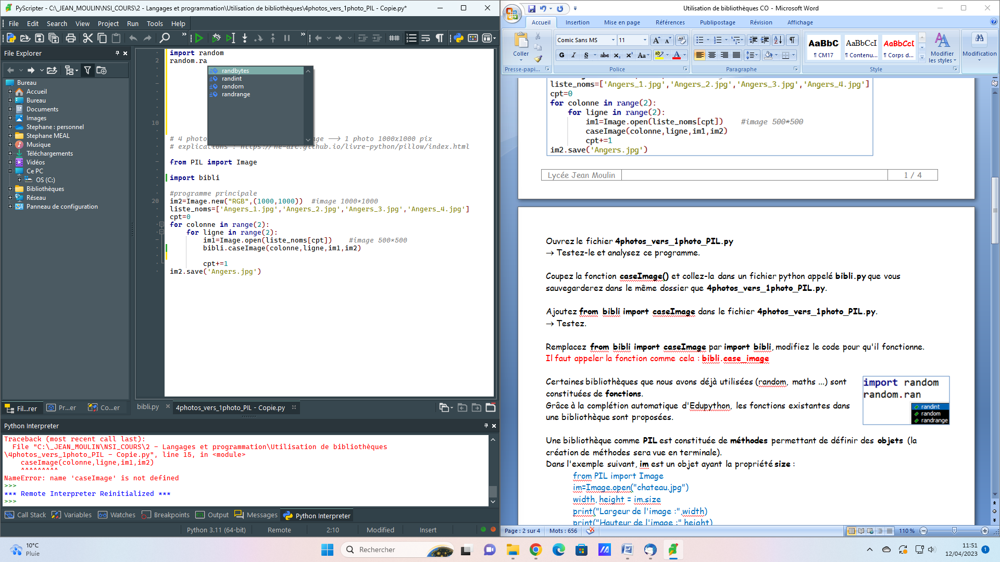 PyScripter - C:\_JEAN_MOULIN\NSI_COURS\2 - Langages et programmation\Utilisation de bibliothèques\4photos_vers_1photo_PIL - Copie.py*
File Edit Search View Project Run Tools Help
File Explorer
Bureau
Accueil
Bureau
Documents
Images
Stephane : personnel
Stephane MEAL
Musique
Téléchargements
Vidéos
Ce PC
OS (C:)
Bibliothèques
Réseau
Panneau de configuration
Fil...rer
Pr...er
Co...er
import random
2 random.ra
randbytes
randint
random
randrange
10
# 4 photo
age --> 1 photo 1000x1000 pix
# explications : https://he-arc.github.io/livre-python/pillow/index.html
from PIL import Image
import bibli
#programme principale
20 im2=Image.new("RGB",(1000,1000))  #image 1000*1000
liste_noms=['Angers_1.jpg','Angers_2.jpg','Angers_3.jpg','Angers_4.jpg']
cpt=0
for colonne in range(2):
for ligne in range(2):
im1=Image.open(liste_noms[cpt])    #image 500*500
bibli.caseImage(colonne,ligne,im1,im2)
cpt+=1
im2.save('Angers.jpg')
bibli.py
4photos_vers_1photo_PIL - Copie.py
Python Interpreter
Traceback (most recent call last):
File "C:\_JEAN_MOULIN\NSI_COURS\2 - Langages et programmation\Utilisation de bibliothèques
\4photos_vers_1photo_PIL - Copie.py", line 15, in <module>
caseImage(colonne,ligne,im1,im2)
^^^^^^^^^
NameError: name 'caseImage' is not defined
>>>
*** Remote Interpreter Reinitialized ***
>>>
Call Stack Variables Watches Breakpoints Output Messages Python Interpreter
Python 3.11 (64-bit) Remote 2:10 Modified Insert
Utilisation de bibliothèques CO - Microsoft Word
Accueil Insertion Mise en page Références Publipostage Révision Affichage
Coller
Presse-papi...
Comic Sans MS 11
G I S abc x₂ x² Aa
Police
Paragraphe
AaBbC AaBbCcI AaBbCcI
¶ CM17 ¶ Contenu... ¶ Corps d...
Modifier
les styles
Style
Modification
liste_noms=['Angers_1.jpg','Angers_2.jpg','Angers_3.jpg','Angers_4.jpg']
cpt=0
for colonne in range(2):
for ligne in range(2):
im1=Image.open(liste_noms[cpt])    #image 500*500
caseImage(colonne,ligne,im1,im2)
cpt+=1
im2.save('Angers.jpg')
Lycée Jean Moulin 1 / 4
Ouvrez le fichier 4photos_vers_1photo_PIL.py
→ Testez-le et analysez ce programme.
Coupez la fonction caseImage() et collez-la dans un fichier python appelé bibli.py que vous
sauvegarderez dans le même dossier que 4photos_vers_1photo_PIL.py.
Ajoutez from bibli import caseImage dans le fichier 4photos_vers_1photo_PIL.py.
→ Testez.
Remplacez from bibli import caseImage par import bibli, modifiez le code pour qu'il fonctionne.
Il faut appeler la fonction comme cela : bibli.case_image
Certaines bibliothèques que nous avons déjà utilisées (random, maths ...) sont
constituées de fonctions.
Grâce à la complétion automatique d'Edupython, les fonctions existantes dans
une bibliothèque sont proposées.
import random
random.ran
randint
random
randrange
Une bibliothèque comme PIL est constituée de méthodes permettant de définir des objets (la
création de méthodes sera vue en terminale).
Dans l'exemple suivant, im est un objet ayant la propriété size :
from PIL import Image
im=Image.open("chateau.jpg")
width, height = im.size
print("Largeur de l'image :",width)
print("Hauteur de l'image :" height)
Page : 2 sur 4 Mots : 656 110 %
10°C
Pluie
Rechercher
11:51
12/04/2023
1